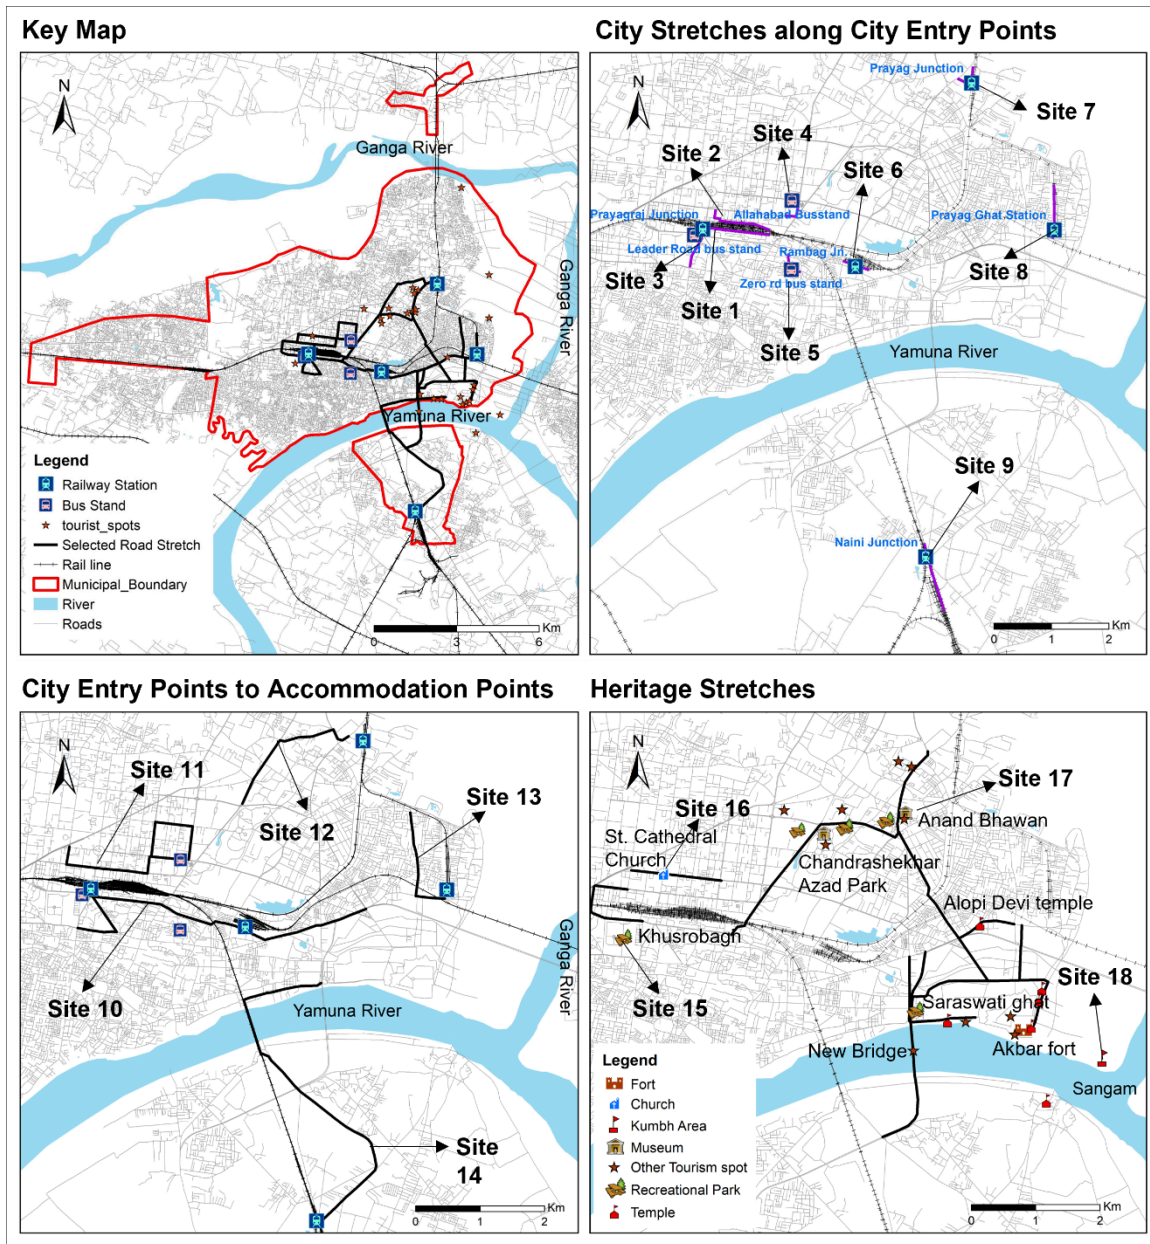 Key Map
N
Ganga River
Ganga River
Yamuna River
Legend
Railway Station
Bus Stand
tourist_spots
Selected Road Stretch
Rail line
Municipal_Boundary
River
Roads
Km
0 3 6
City Stretches along City Entry Points
N
Prayag Junction
Site 7
Site 4
Site 2
Site 6
Prayagraj Junction
Allahabad Busstand
Prayag Ghat Station
Leader Road bus stand
Rambag Jn.
Site 3
Zero rd bus stand
Site 8
Site 1
Site 5
Yamuna River
Site 9
Naini Junction
Km
0 1 2
City Entry Points to Accommodation Points
N
Site 11
Site 13
Site 12
Ganga River
Site 10
Yamuna River
Site
14
Km
0 1 2
Heritage Stretches
N
Site 17
Site 16
Anand Bhawan
St. Cathedral
Church
Chandrashekhar
Azad Park
Alopi Devi temple
Khusrobagh
Site 18
Site 15
Saraswati ghat
New Bridge
Akbar fort
Sangam
Legend
Fort
Church
Kumbh Area
Museum
Other Tourism spot
Recreational Park
Temple
Km
0 1 2